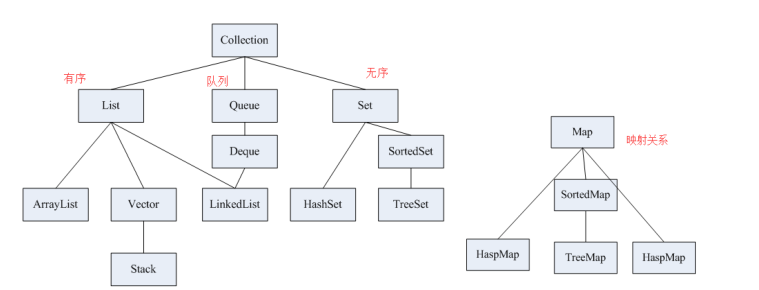 Collection
有序
队列
无序
List
Queue
Set
Map
映射关系
Deque
SortedSet
SortedMap
ArrayList
Vector
LinkedList
HashSet
TreeSet
HaspMap
TreeMap
HaspMap
Stack